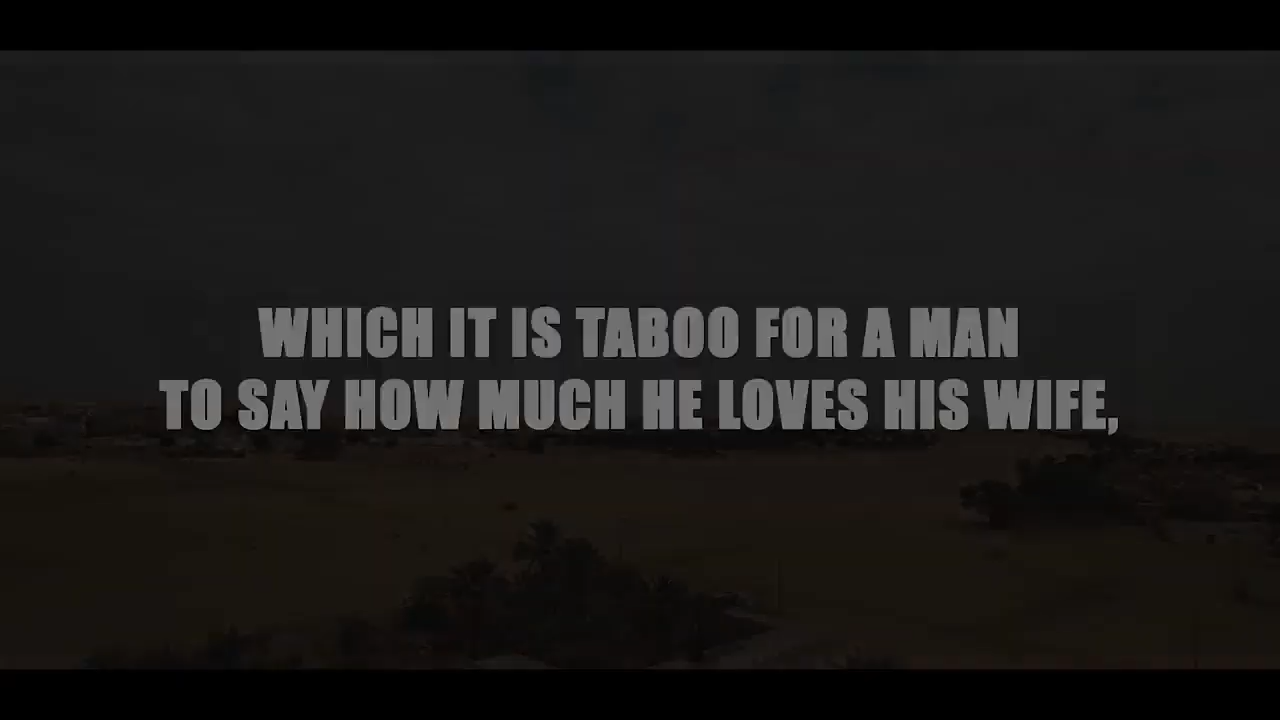 WHICH IT IS TABOO FOR A MAN
TO SAY HOW MUCH HE LOVES HIS WIFE,